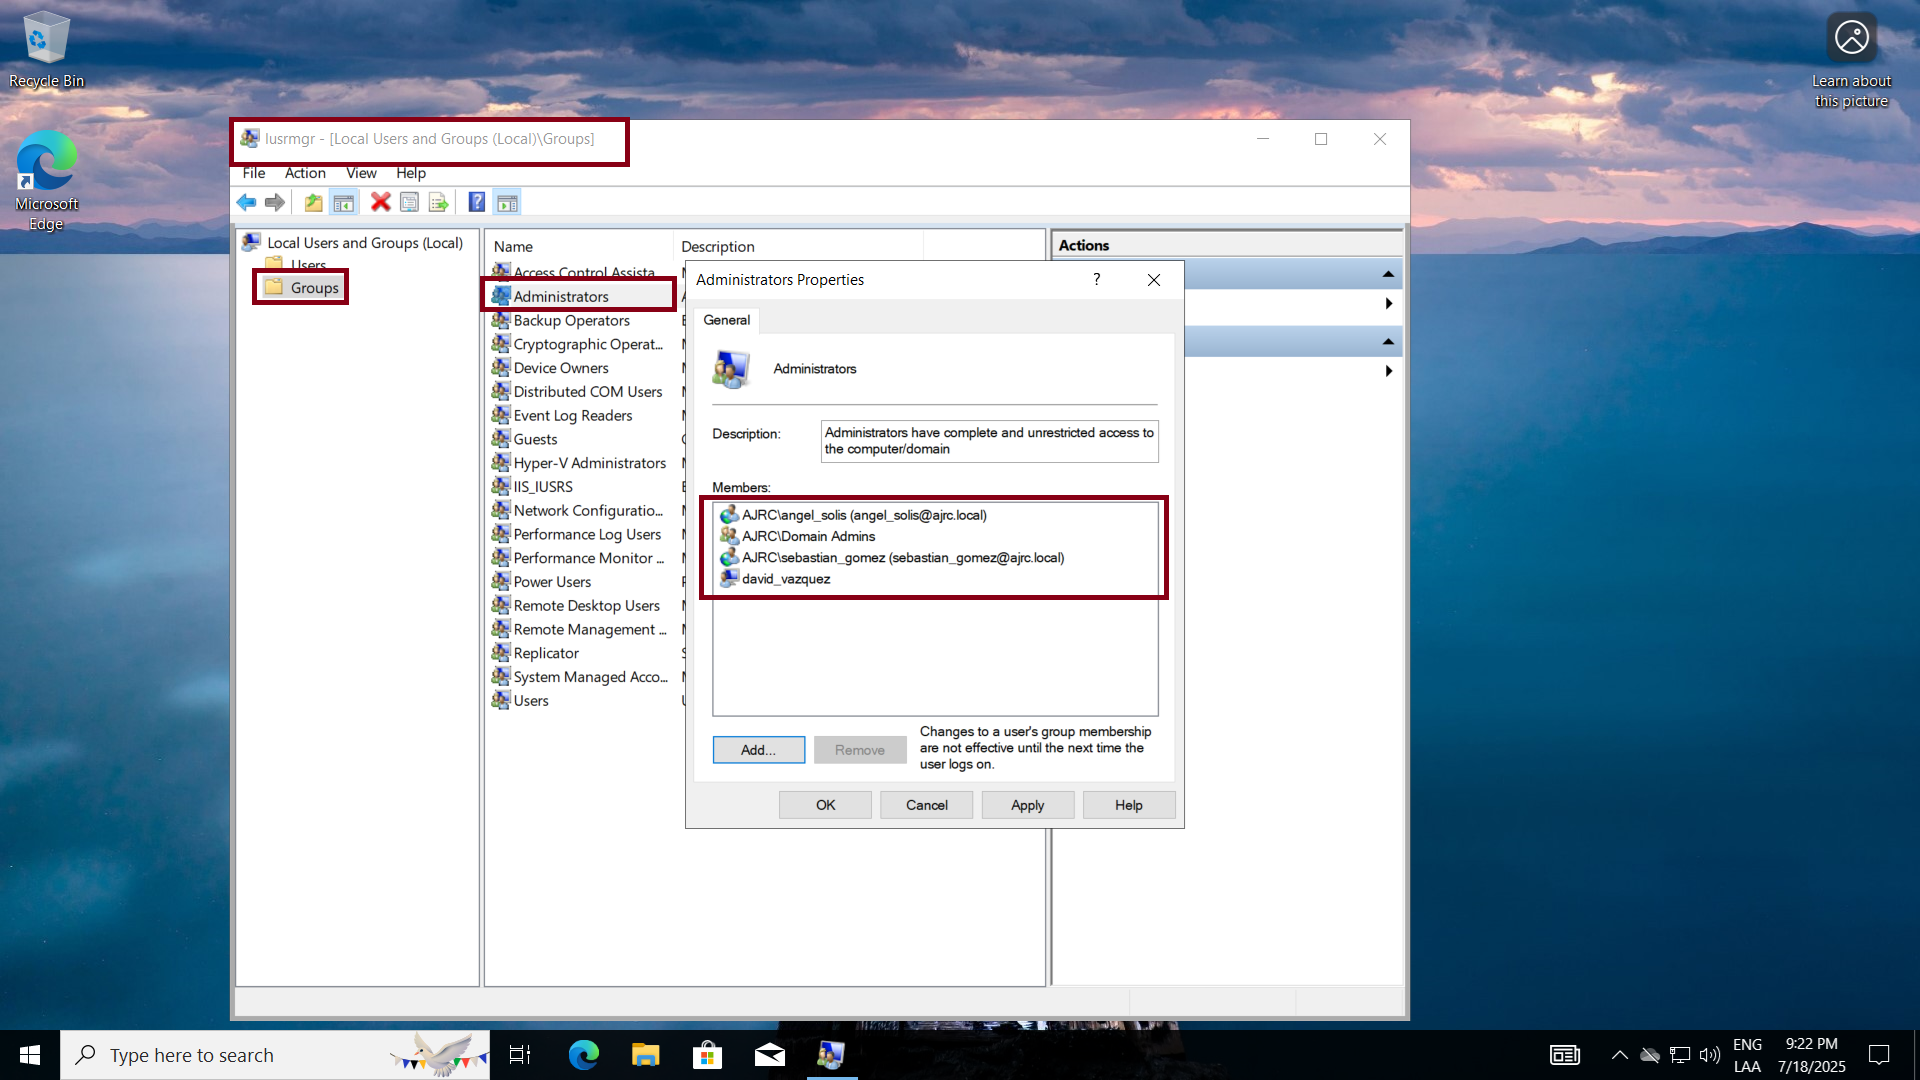 Recycle Bin
Microsoft
Edge
Learn about
this picture
lusrmgr - [Local Users and Groups (Local)\Groups]
File Action View Help
Local Users and Groups (Local)
Users
Groups
Name Description
Access Control Assista
Administrators
Backup Operators
Cryptographic Operat...
Device Owners
Distributed COM Users
Event Log Readers
Guests
Hyper-V Administrators
IIS_IUSRS
Network Configuratio...
Performance Log Users
Performance Monitor ...
Power Users
Remote Desktop Users
Remote Management ...
Replicator
System Managed Acco...
Users
Actions
Administrators Properties
?
General
Administrators
Description:
Administrators have complete and unrestricted access to
the computer/domain
Members:
AJRC\angel_solis (angel_solis@ajrc.local)
AJRC\Domain Admins
AJRC\sebastian_gomez (sebastian_gomez@ajrc.local)
david_vazquez
Add... Remove
Changes to a user's group membership
are not effective until the next time the
user logs on.
OK Cancel Apply Help
Type here to search
ENG
LAA
9:22 PM
7/18/2025